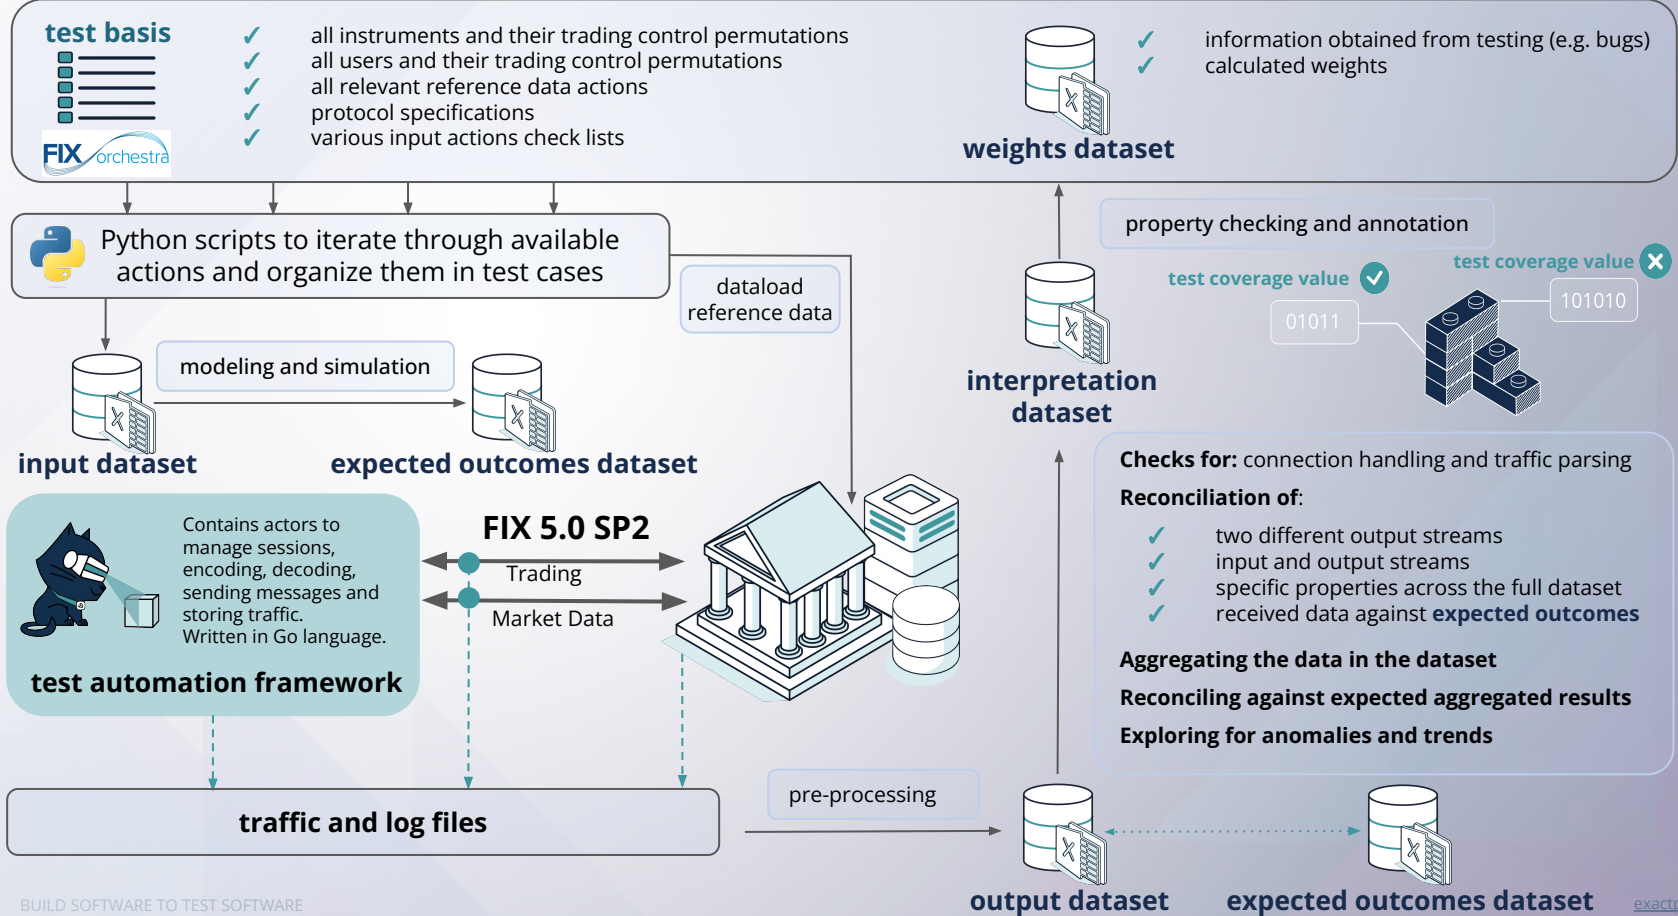 test basis
FIX orchestra
all instruments and their trading control permutations
all users and their trading control permutations
all relevant reference data actions
protocol specifications
various input actions check lists
information obtained from testing (e.g. bugs)
calculated weights
weights dataset
Python scripts to iterate through available
actions and organize them in test cases
dataload
reference data
property checking and annotation
test coverage value
test coverage value
01011
101010
modeling and simulation
input dataset
expected outcomes dataset
interpretation
dataset
Contains actors to
manage sessions,
encoding, decoding,
sending messages and
storing traffic.
Written in Go language.
test automation framework
FIX 5.0 SP2
Trading
Market Data
Checks for: connection handling and traffic parsing
Reconciliation of:
two different output streams
input and output streams
specific properties across the full dataset
received data against expected outcomes
Aggregating the data in the dataset
Reconciling against expected aggregated results
Exploring for anomalies and trends
traffic and log files
pre-processing
output dataset
expected outcomes dataset
BUILD SOFTWARE TO TEST SOFTWARE